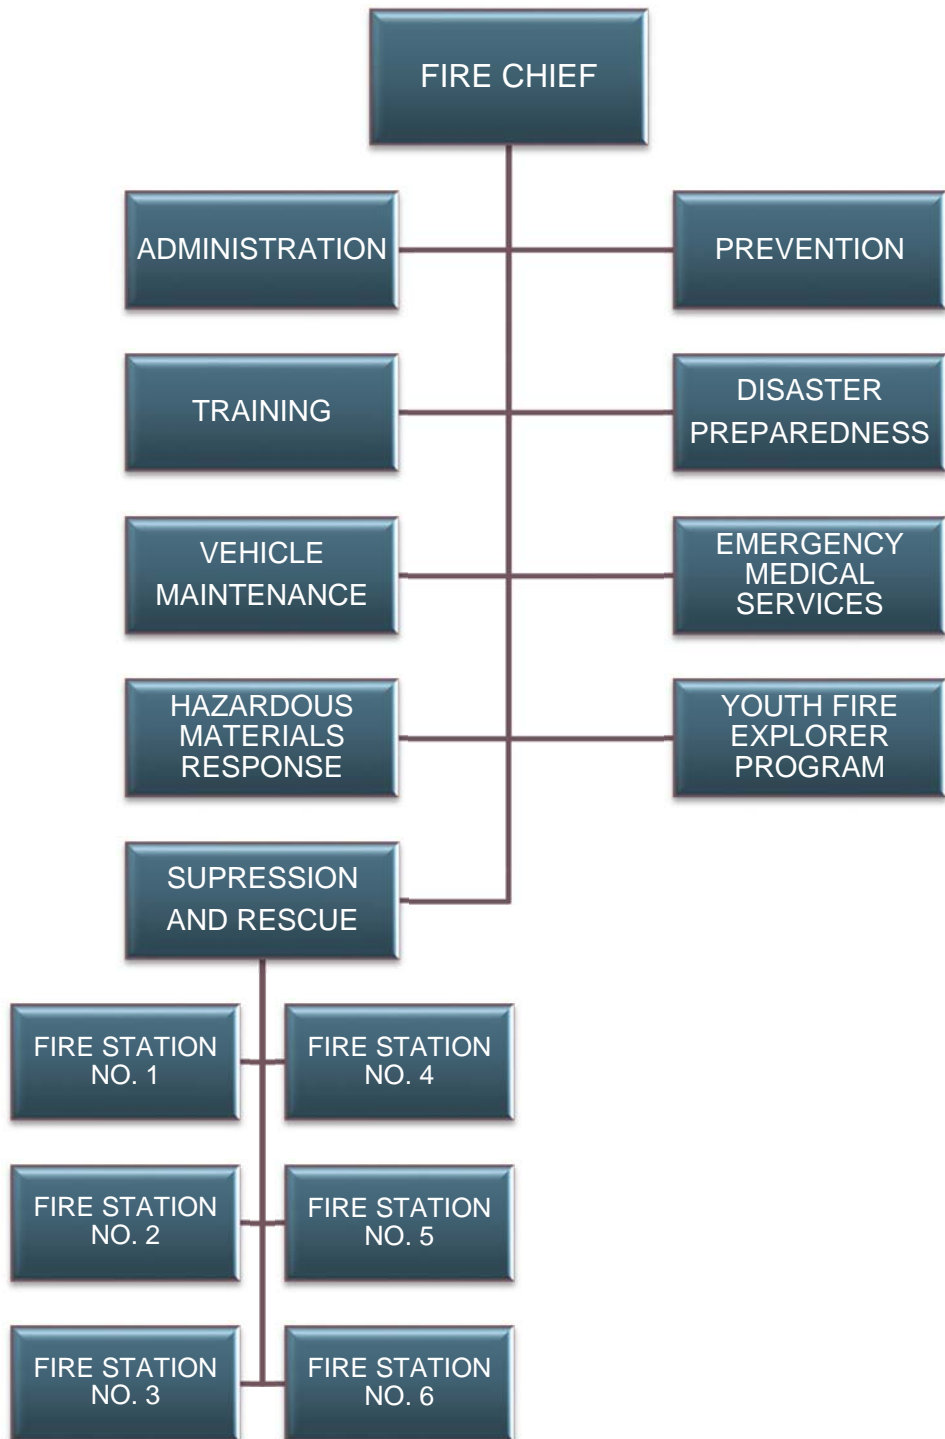 FIRE CHIEF
ADMINISTRATION
PREVENTION
TRAINING
DISASTER
PREPAREDNESS
VEHICLE
MAINTENANCE
EMERGENCY
MEDICAL
SERVICES
HAZARDOUS
MATERIALS
RESPONSE
YOUTH FIRE
EXPLORER
PROGRAM
SUPRESSION
AND RESCUE
FIRE STATION
NO. 1
FIRE STATION
NO. 4
FIRE STATION
NO. 2
FIRE STATION
NO. 5
FIRE STATION
NO. 3
FIRE STATION
NO. 6